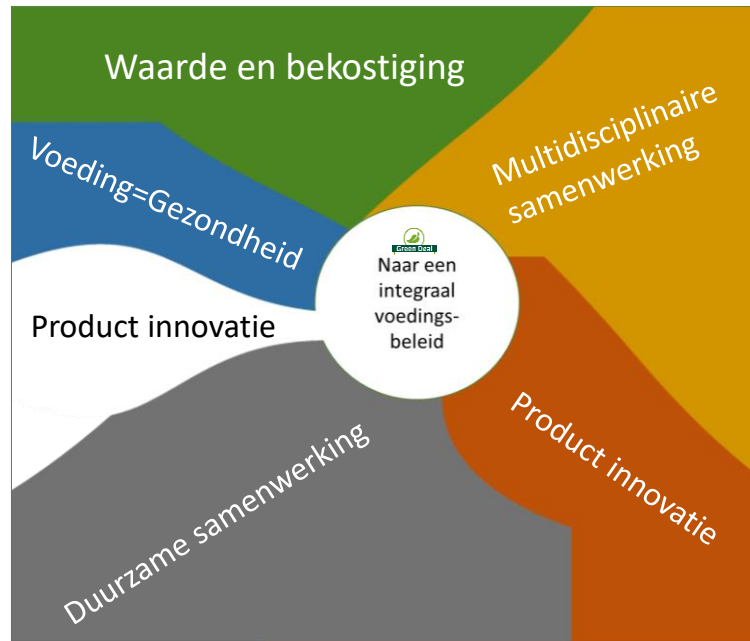 Waarde en bekostiging
Multidisciplinaire
samenwerking
Voeding=Gezondheid
Green Deal
Naar een
integraal
voedings-
beleid
Product innovatie
Product innovatie
Duurzame samenwerking